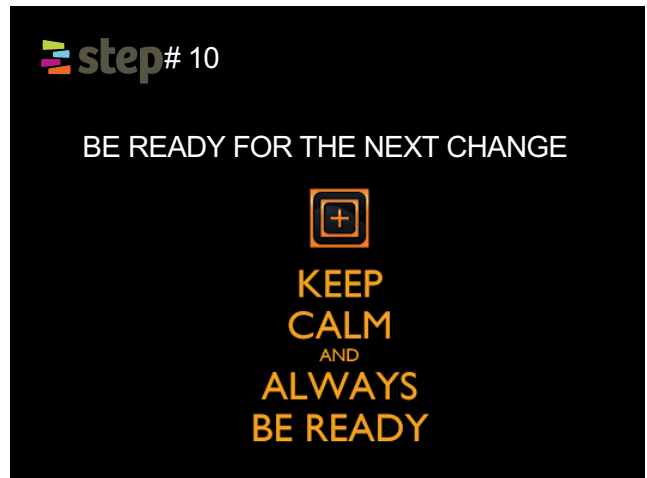 step# 10
BE READY FOR THE NEXT CHANGE
KEEP
CALM
AND
ALWAYS
BE READY